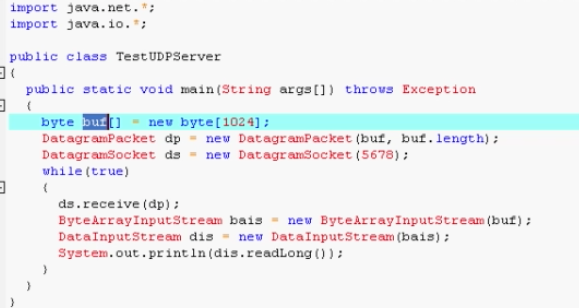 import java.net.*;
import java.io.*;
public class TestUDPServer
{
public static void main(String args[]) throws Exception
{
byte buf[] = new byte[1024];
DatagramPacket dp = new DatagramPacket(buf, buf.length);
DatagramSocket ds = new DatagramSocket(5678);
while(true)
{
ds.receive(dp);
ByteArrayInputStream bais = new ByteArrayInputStream(buf);
DataInputStream dis = new DataInputStream(bais);
System.out.println(dis.readLong());
}
}
}